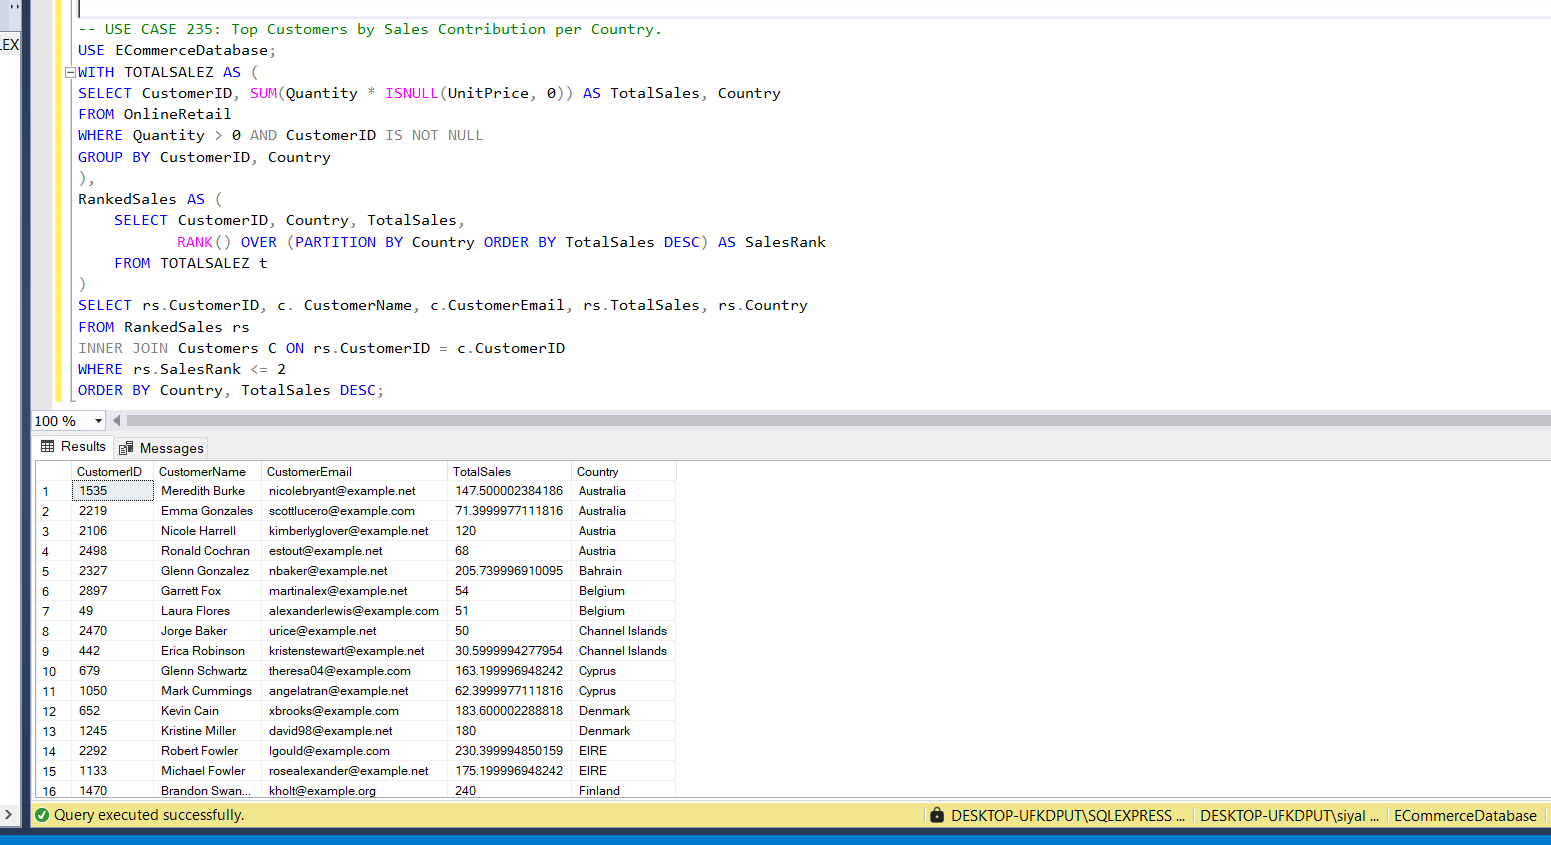 LEX
-- USE CASE 235: Top Customers by Sales Contribution per Country.
USE ECommerceDatabase;
WITH TOTALSALEZ AS (
SELECT CustomerID, SUM(Quantity * ISNULL(UnitPrice, 0)) AS TotalSales, Country
FROM OnlineRetail
WHERE Quantity > 0 AND CustomerID IS NOT NULL
GROUP BY CustomerID, Country
),
RankedSales AS (
    SELECT CustomerID, Country, TotalSales,
           RANK() OVER (PARTITION BY Country ORDER BY TotalSales DESC) AS SalesRank
    FROM TOTALSALEZ t
)
SELECT rs.CustomerID, c. CustomerName, c.CustomerEmail, rs.TotalSales, rs.Country
FROM RankedSales rs
INNER JOIN Customers C ON rs.CustomerID = c.CustomerID
WHERE rs.SalesRank <= 2
ORDER BY Country, TotalSales DESC;
100 %
Results Messages
CustomerID CustomerName CustomerEmail TotalSales Country
1 1535 Meredith Burke nicolebryant@example.net 147.500002384186 Australia
2 2219 Emma Gonzales scottlucero@example.com 71.3999977111816 Australia
3 2106 Nicole Harrell kimberlyglover@example.net 120 Austria
4 2498 Ronald Cochran estout@example.net 68 Austria
5 2327 Glenn Gonzalez nbaker@example.net 205.739996910095 Bahrain
6 2897 Garrett Fox martinalex@example.net 54 Belgium
7 49 Laura Flores alexanderlewis@example.com 51 Belgium
8 2470 Jorge Baker urice@example.net 50 Channel Islands
9 442 Erica Robinson kristenstewart@example.net 30.5999994277954 Channel Islands
10 679 Glenn Schwartz theresa04@example.com 163.199996948242 Cyprus
11 1050 Mark Cummings angelatran@example.net 62.3999977111816 Cyprus
12 652 Kevin Cain xbrooks@example.com 183.600002288818 Denmark
13 1245 Kristine Miller david98@example.net 180 Denmark
14 2292 Robert Fowler lgould@example.com 230.399994850159 EIRE
15 1133 Michael Fowler rosealexander@example.net 175.199996948242 EIRE
16 1470 Brandon Swan... kholt@example.org 240 Finland
Query executed successfully. DESKTOP-UFKDPUT\SQLEXPRESS ... DESKTOP-UFKDPUT\siyal ... ECommerceDatabase